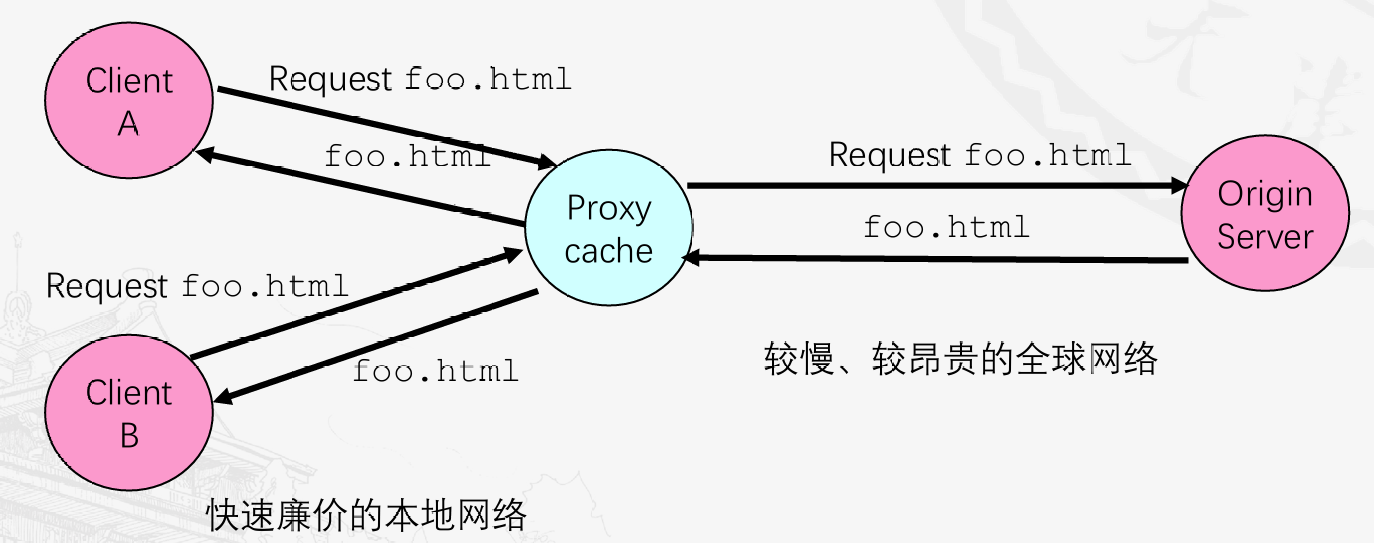 Client
A
Request foo.html
foo.html
Proxy
cache
Request foo.html
foo.html
Origin
Server
Request foo.html
foo.html
Client
B
较慢、较昂贵的全球网络
快速廉价的本地网络